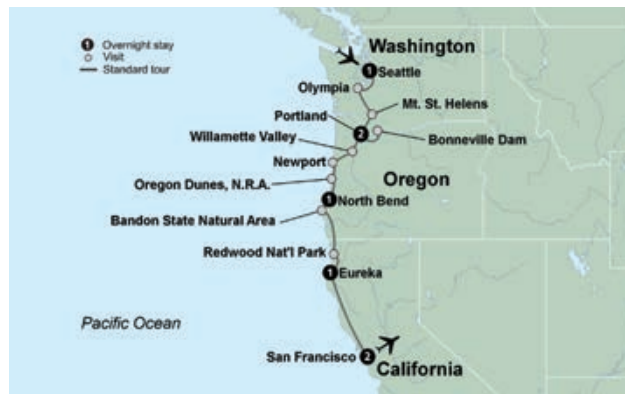 1 Overnight stay
Visit
Standard tour
Washington
1 Seattle
Olympia
Mt. St. Helens
Portland
2
Bonneville Dam
Willamette Valley
Newport
Oregon Dunes, N.R.A.
Oregon
1 North Bend
Bandon State Natural Area
Redwood Nat'l Park
1 Eureka
Pacific Ocean
San Francisco 2
California